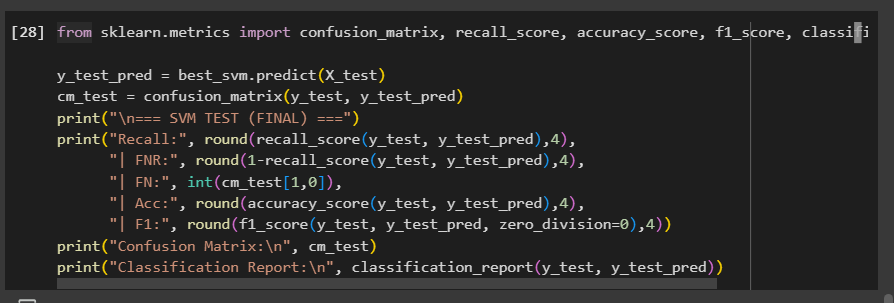 [28] from sklearn.metrics import confusion_matrix, recall_score, accuracy_score, f1_score, classifi
y_test_pred = best_svm.predict(X_test)
cm_test = confusion_matrix(y_test, y_test_pred)
print("\n=== SVM TEST (FINAL) ===")
print("Recall:", round(recall_score(y_test, y_test_pred),4),
"| FNR:", round(1-recall_score(y_test, y_test_pred),4),
"| FN:", int(cm_test[1,0]),
"| Acc:", round(accuracy_score(y_test, y_test_pred),4),
"| F1:", round(f1_score(y_test, y_test_pred, zero_division=0),4))
print("Confusion Matrix:\n", cm_test)
print("Classification Report:\n", classification_report(y_test, y_test_pred))